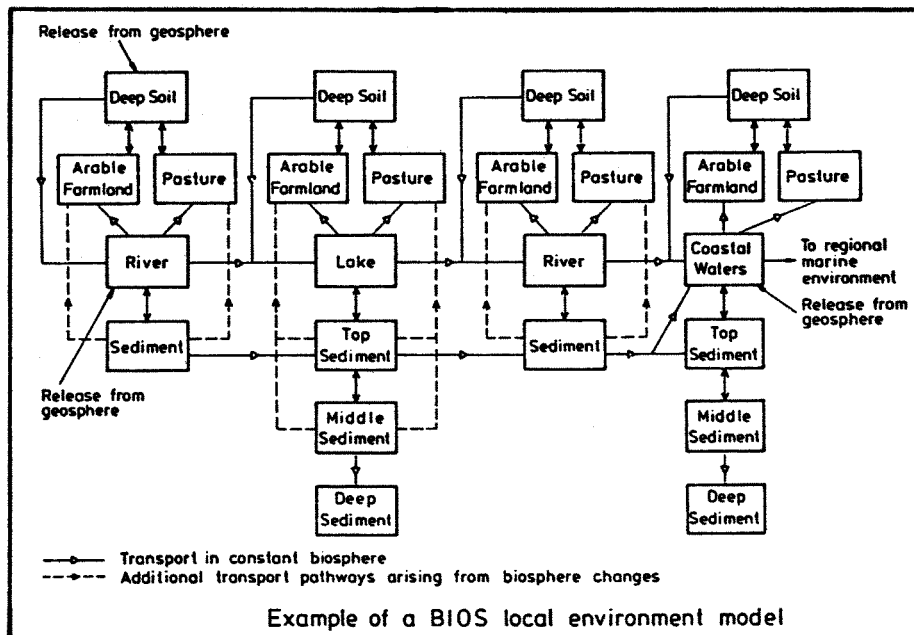 Release from geosphere
Deep Soil
Deep Soil
Deep Soil
Deep Soil
Arable
Farmland
Pasture
Arable
Farmland
Pasture
Arable
Farmland
Pasture
Arable
Farmland
Pasture
River
Lake
River
Coastal
Waters
To regional
marine
environment
Release from
geosphere
Sediment
Top
Sediment
Sediment
Top
Sediment
Release from
geosphere
Middle
Sediment
Middle
Sediment
Deep
Sediment
Deep
Sediment
Transport in constant biosphere
Additional transport pathways arising from biosphere changes
Example of a BIOS local environment model